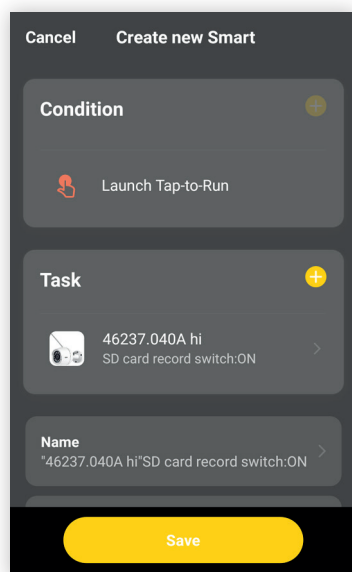 Cancel Create new Smart
Condition
Launch Tap-to-Run
Task
46237.040A hi
SD card record switch:ON
Name
"46237.040A hi"SD card record switch:ON
Save